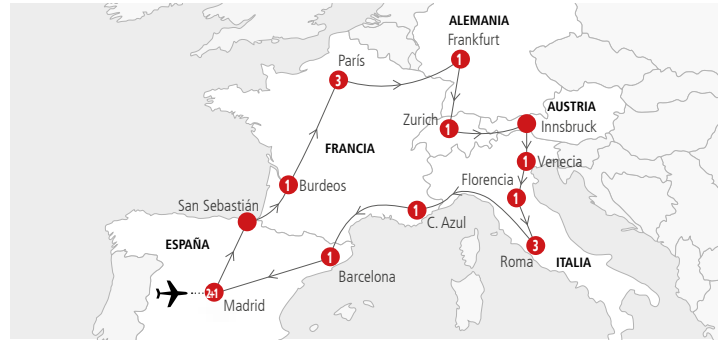 ALEMANIA
Frankfurt
1
París
3
Zurich
1
AUSTRIA
Innsbruck
FRANCIA
1
Venecia
Florencia
1
1
Burdeos
San Sebastián
1
C. Azul
ESPAÑA
3
Roma
ITALIA
1
Barcelona
2+1
Madrid